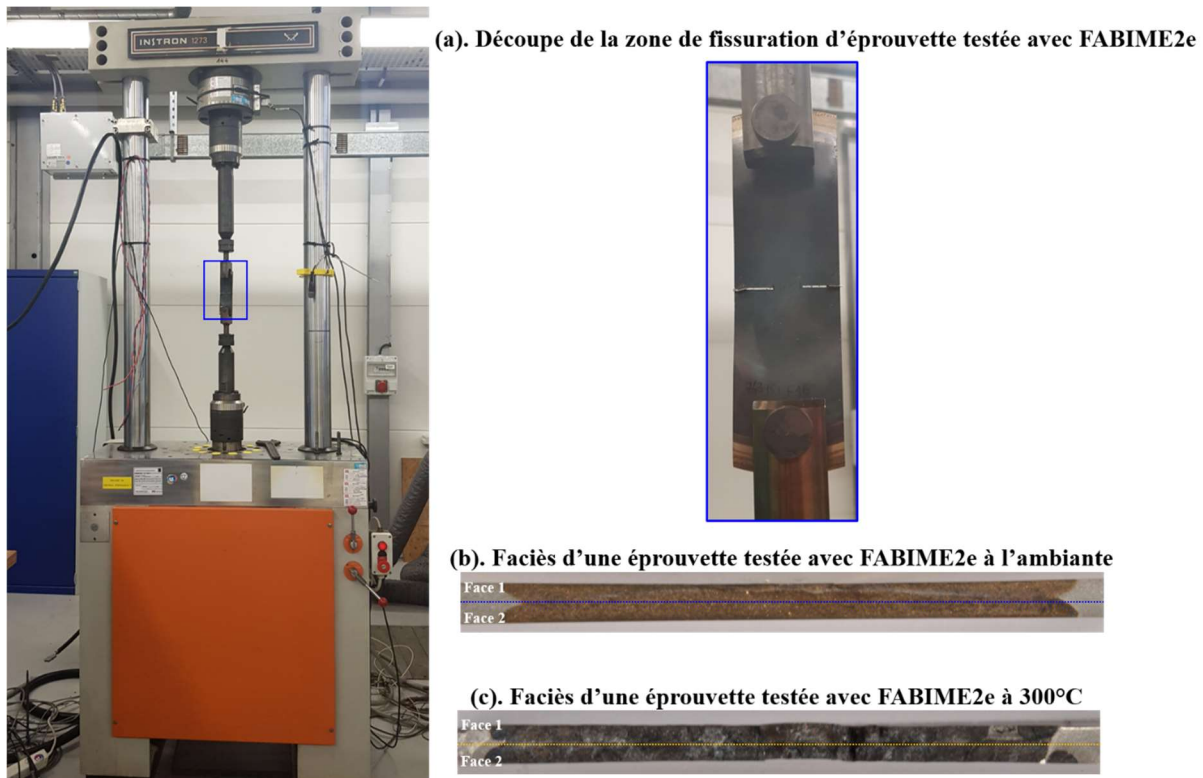 INSTRON 1273
(a). Découpe de la zone de fissuration d'éprouvette testée avec FABIME2e
(b). Faciès d'une éprouvette testée avec FABIME2e à l'ambiante
Face 1
Face 2
(c). Faciès d'une éprouvette testée avec FABIME2e à 300°C
Face 1
Face 2